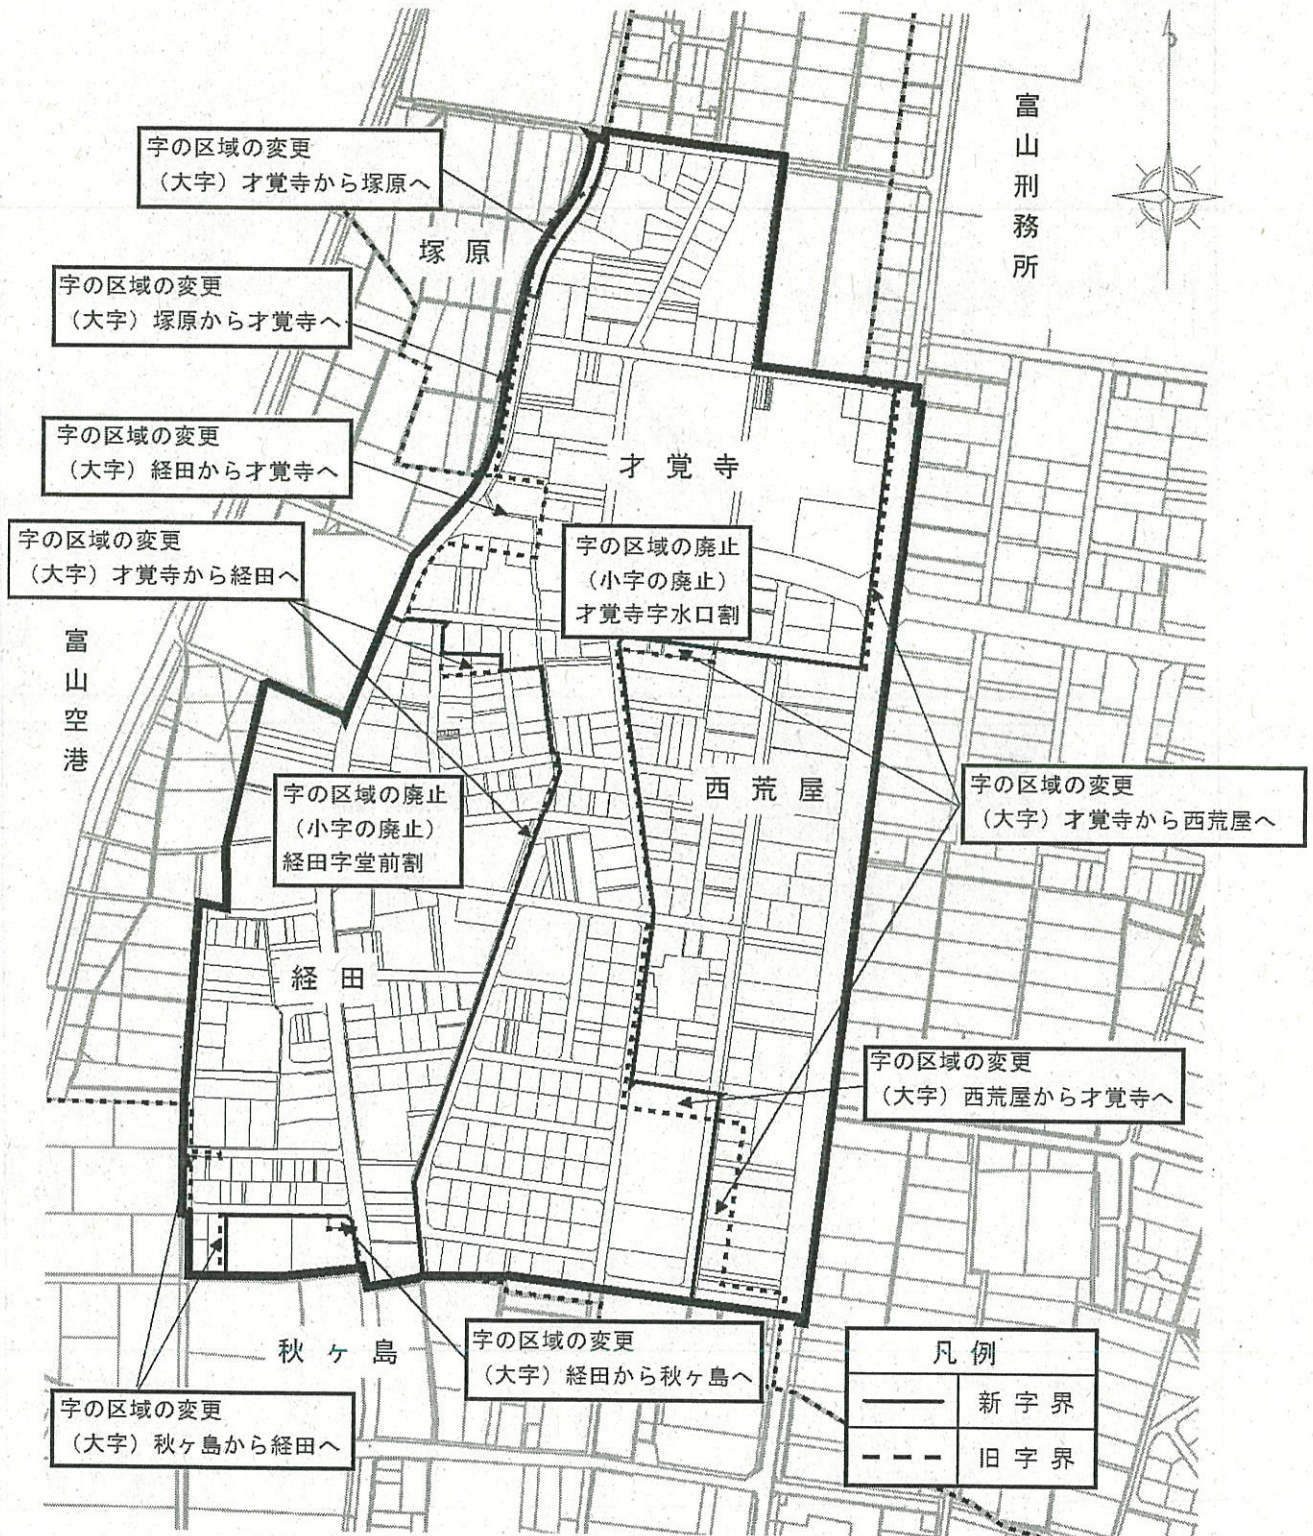 富山刑務所
字の区域の変更
（大字）才覚寺から塚原へ
塚原
字の区域の変更
（大字）塚原から才覚寺へ
字の区域の変更
（大字）経田から才覚寺へ
才覚寺
字の区域の変更
（大字）才覚寺から経田へ
字の区域の廃止
（小字の廃止）
才覚寺字水口割
富山空港
字の区域の廃止
（小字の廃止）
経田字堂前割
西荒屋
字の区域の変更
（大字）才覚寺から西荒屋へ
経田
字の区域の変更
（大字）西荒屋から才覚寺へ
秋ヶ島
字の区域の変更
（大字）経田から秋ヶ島へ
字の区域の変更
（大字）秋ヶ島から経田へ
凡例
新字界
旧字界